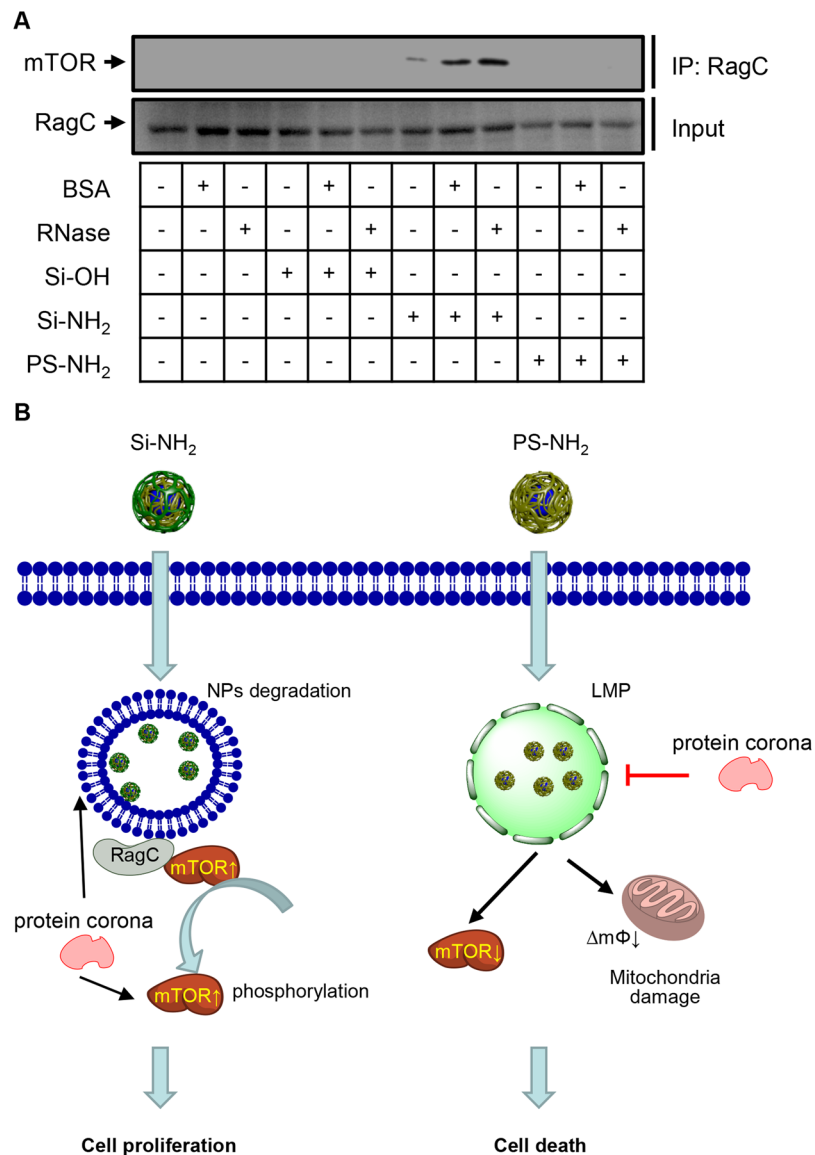 A
mTOR
IP: RagC
RagC
Input
BSA - + - - + - - + - - + -
RNase - - + - - + - - + - - +
Si-OH - - - + + + - - - - - -
Si-NH₂ - - - - - - + + + - - -
PS-NH₂ - - - - - - - - - + + +
B
Si-NH₂
PS-NH₂
NPs degradation
LMP
protein corona
RagC
mTOR↑
protein corona
mTOR↑
phosphorylation
mTOR↓
ΔmΦ↓
Mitochondria
damage
Cell proliferation
Cell death